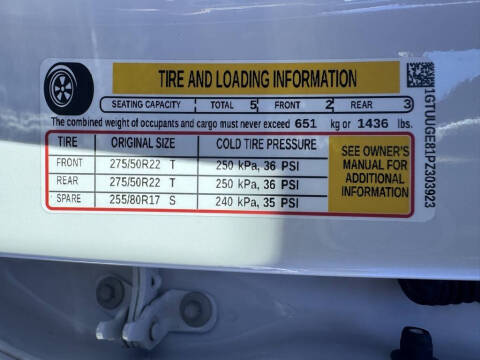 TIRE AND LOADING INFORMATION
SEATING CAPACITY TOTAL 5 FRONT 2 REAR 3
The combined weight of occupants and cargo must never exceed 651 kg or 1436 lbs.
TIRE ORIGINAL SIZE COLD TIRE PRESSURE
FRONT 275/50R22 T 250 kPa, 36 PSI
REAR 275/50R22 T 250 kPa, 36 PSI
SPARE 255/80R17 S 240 kPa, 35 PSI
SEE OWNER'S
MANUAL FOR
ADDITIONAL
INFORMATION
1GTUUGE81PZ303923